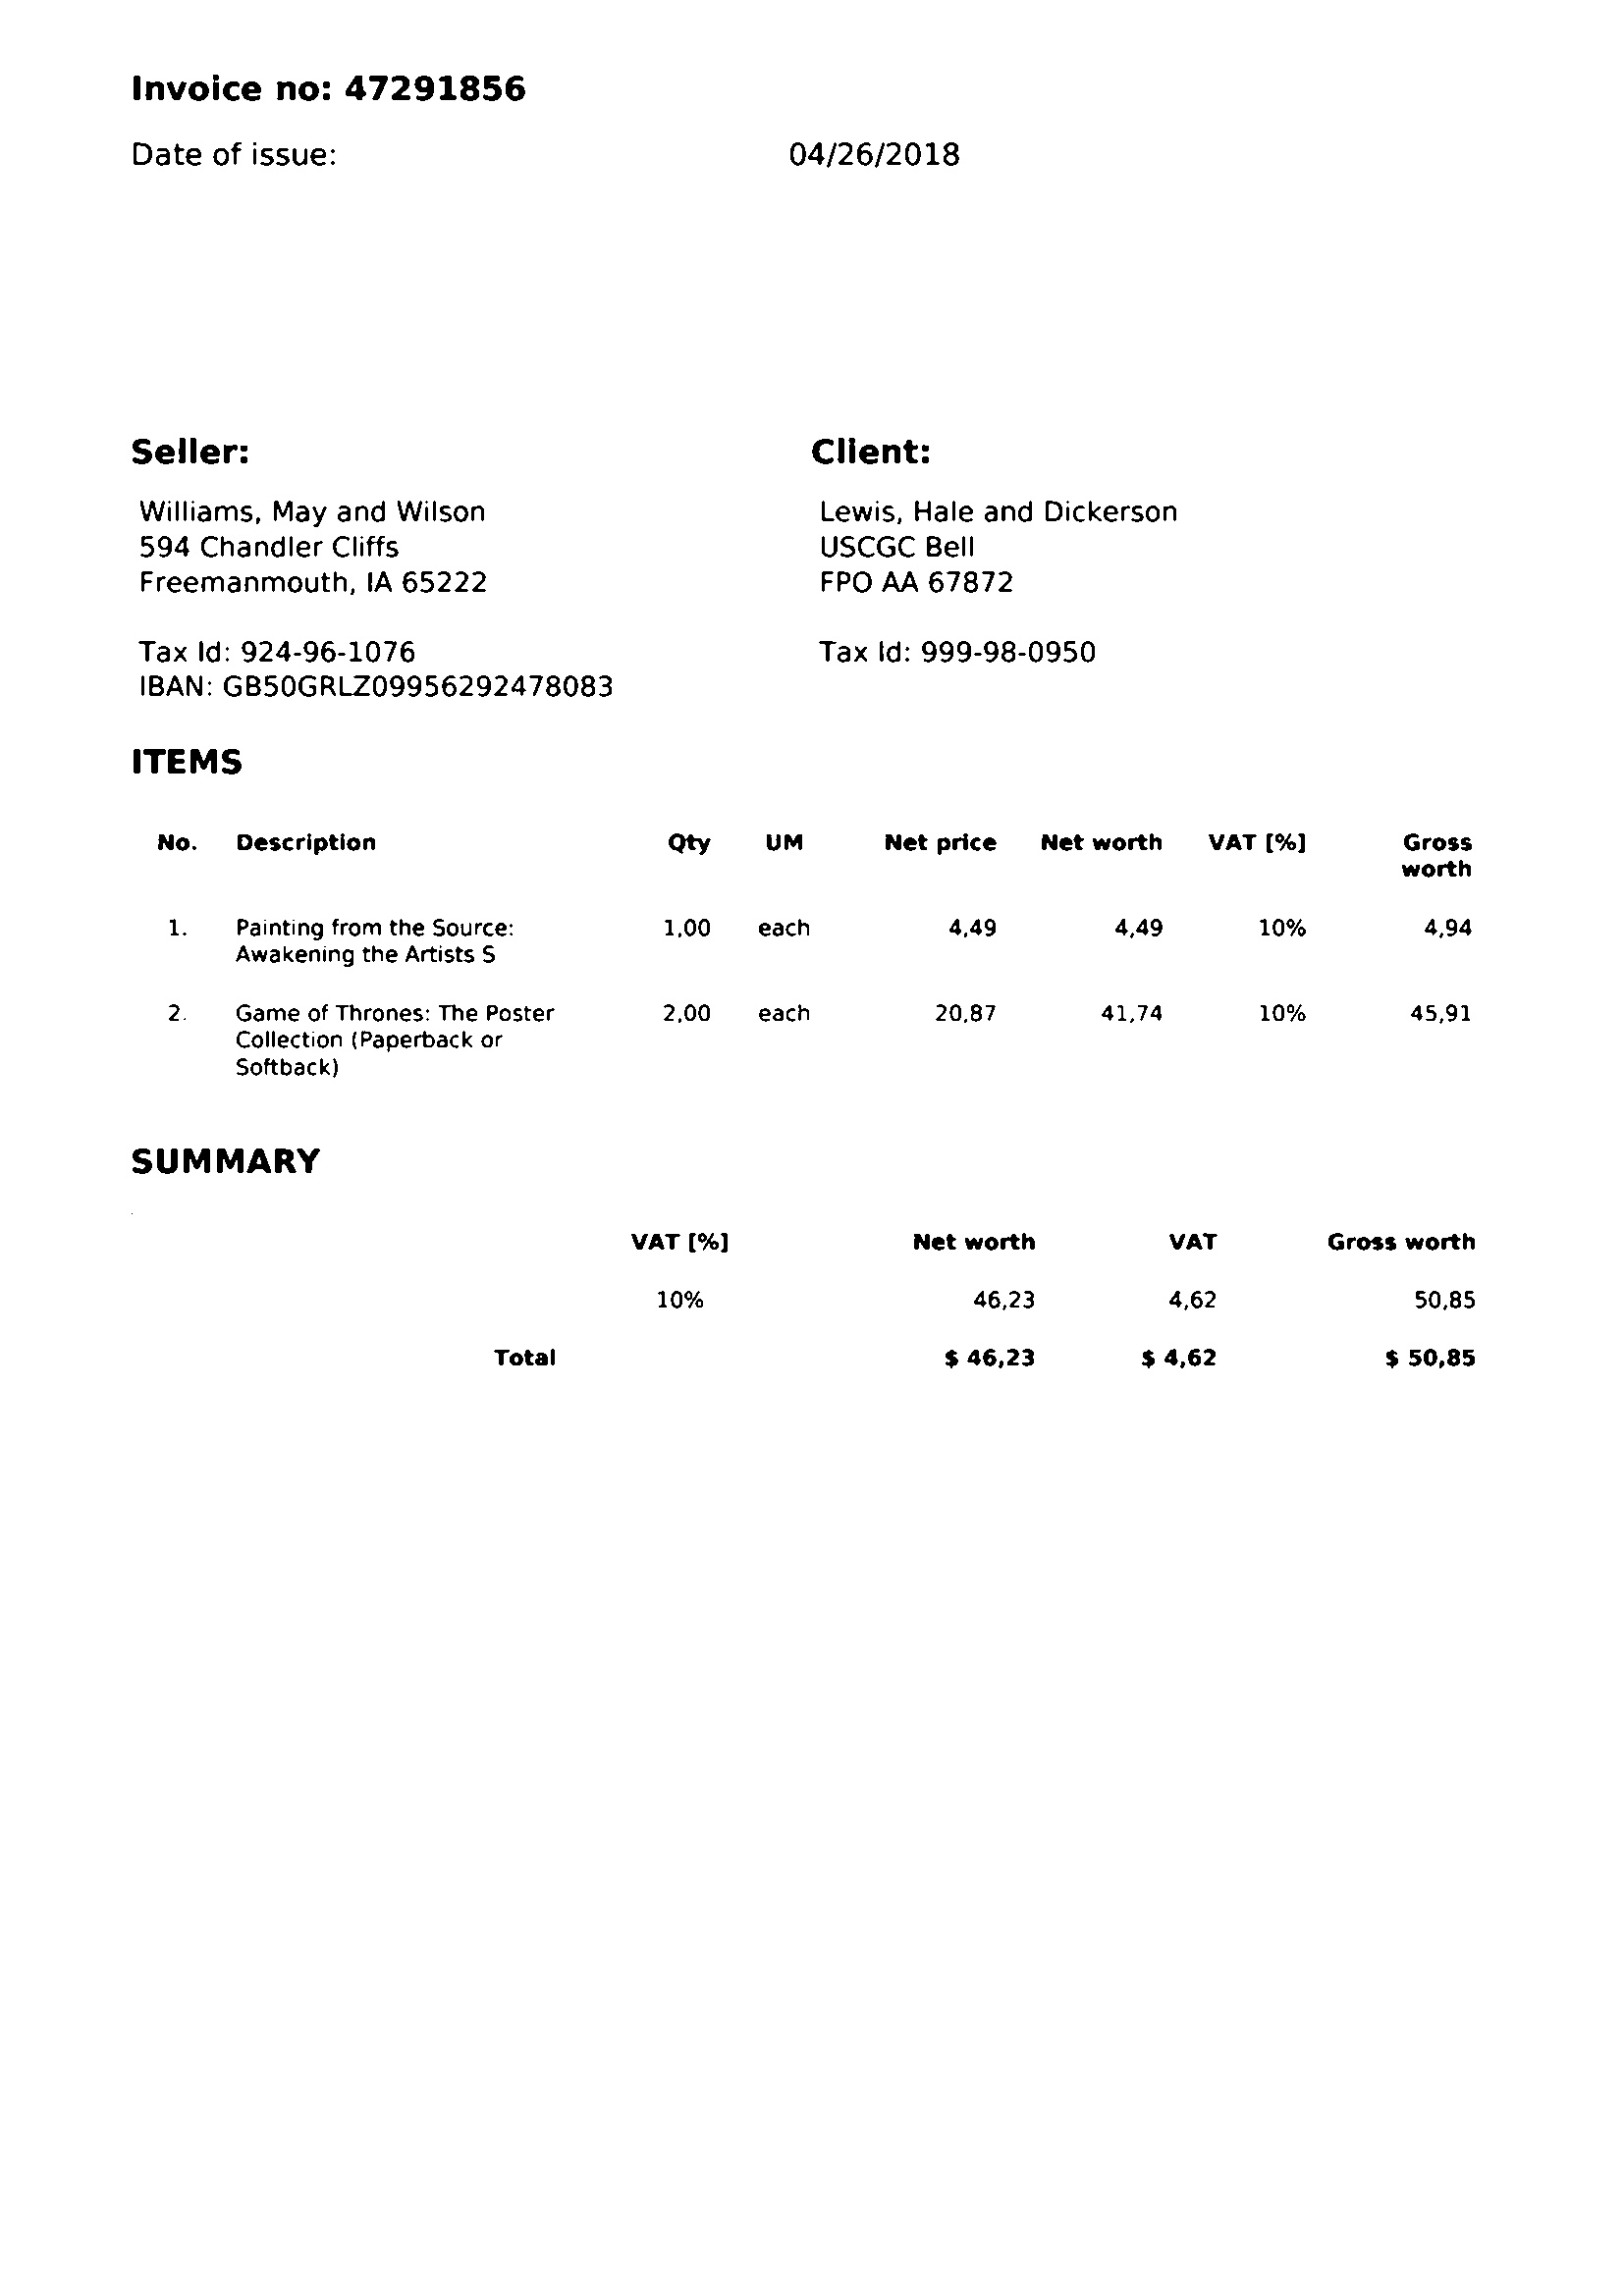 Invoice no: 47291856
Date of issue: 04/26/2018
Seller:
Williams, May and Wilson
594 Chandler Cliffs
Freemanmouth, IA 65222
Tax Id: 924-96-1076
IBAN: GB50GRLZ09956292478083
Client:
Lewis, Hale and Dickerson
USCGC Bell
FPO AA 67872
Tax Id: 999-98-0950
ITEMS
No. Description Qty UM Net price Net worth VAT [%] Gross
worth
1. Painting from the Source: 1,00 each 4,49 4,49 10% 4,94
Awakening the Artists S
2. Game of Thrones: The Poster 2,00 each 20,87 41,74 10% 45,91
Collection (Paperback or
Softback)
SUMMARY
VAT [%] Net worth VAT Gross worth
10% 46,23 4,62 50,85
Total $ 46,23 $ 4,62 $ 50,85